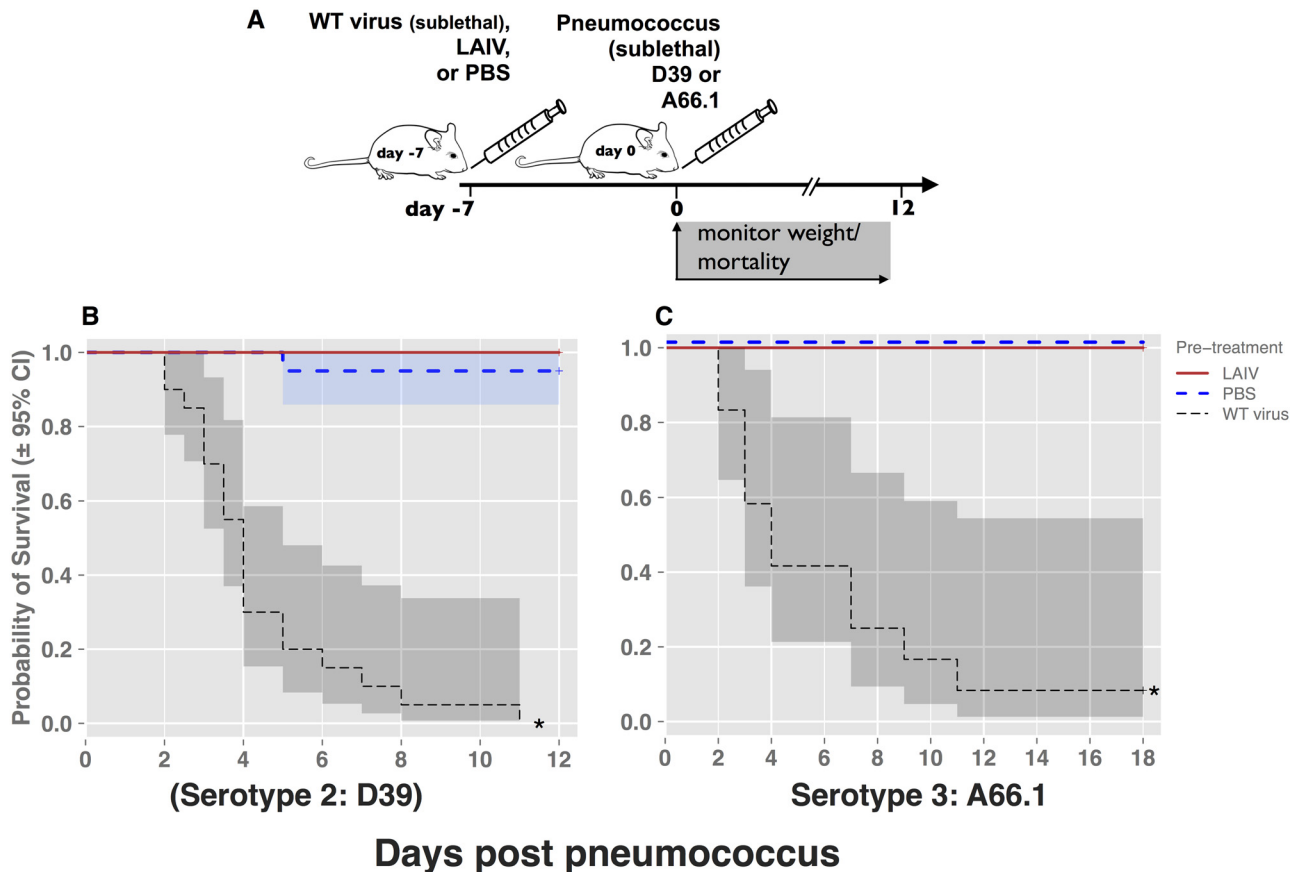 A
WT virus (sublethal),
LAIV,
or PBS
Pneumococcus
(sublethal)
D39 or
A66.1
day -7
day 0
day -7
0
12
monitor weight/
mortality
B
Probability of Survival (± 95% CI)
1.0
0.8
0.6
0.4
0.2
0.0
*
0 2 4 6 8 10 12
(Serotype 2: D39)
C
1.0
0.8
0.6
0.4
0.2
0.0
*
0 2 4 6 8 10 12 14 16 18
Serotype 3: A66.1
Pre-treatment
LAIV
PBS
WT virus
Days post pneumococcus